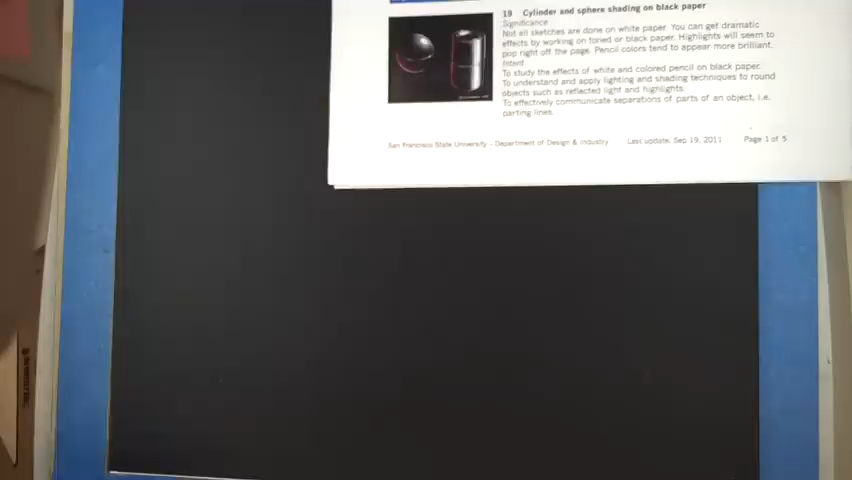 19 Cylinder and sphere shading on black paper
Significance
Not all sketches are done on white paper. You can get dramatic
effects by working on toned or black paper. Highlights will seem to
pop right off the page. Pencil colors tend to appear more brilliant.
Intent
To study the effects of white and colored pencil on black paper.
To understand and apply lighting and shading techniques to round
objects such as reflected light and highlights.
To effectively communicate separations of parts of an object, i.e.
parting lines.
San Francisco State University - Department of Design & Industry Last update: Sep 19, 2011 Page 1 of 5